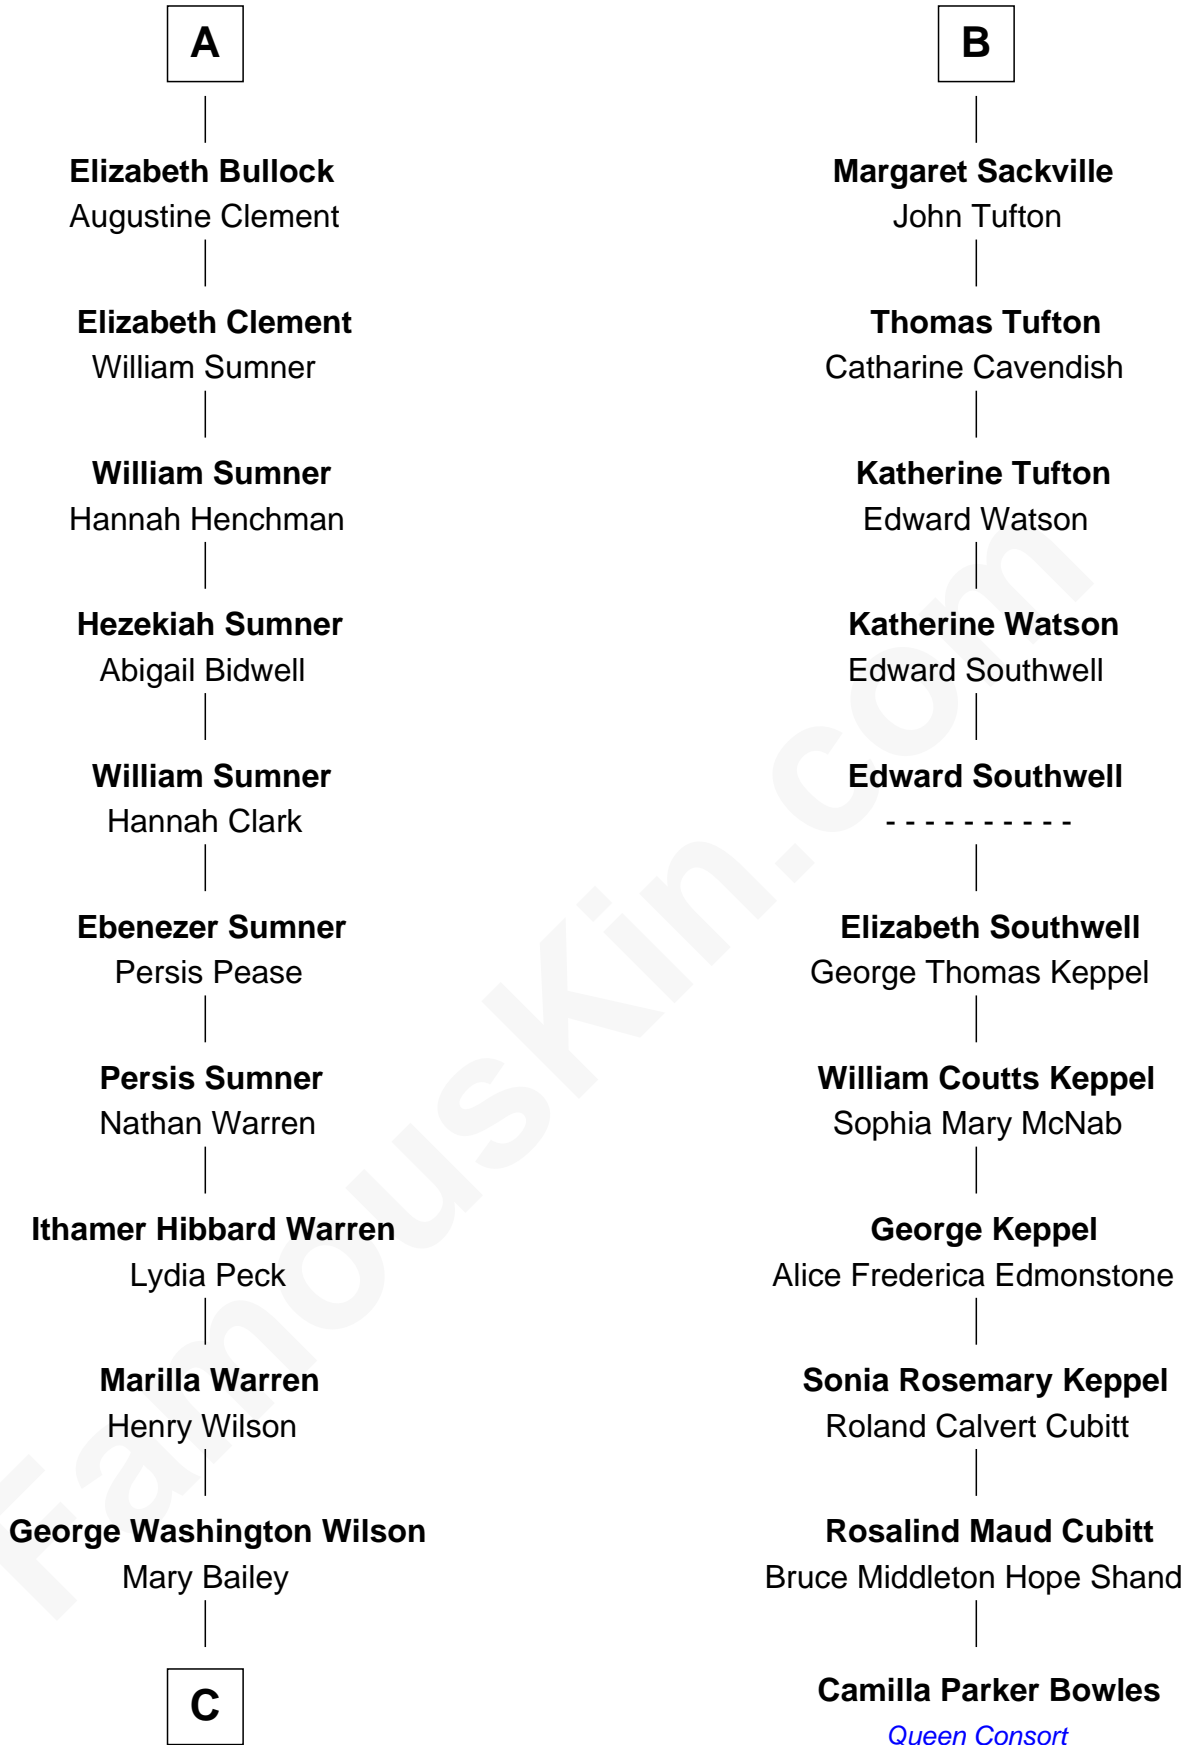 A
Elizabeth Bullock
Augustine Clement
Elizabeth Clement
William Sumner
William Sumner
Hannah Henchman
Hezekiah Sumner
Abigail Bidwell
William Sumner
Hannah Clark
Ebenezer Sumner
Persis Pease
Persis Sumner
Nathan Warren
Ithamer Hibbard Warren
Lydia Peck
Marilla Warren
Henry Wilson
George Washington Wilson
Mary Bailey
C
B
Margaret Sackville
John Tufton
Thomas Tufton
Catharine Cavendish
Katherine Tufton
Edward Watson
Katherine Watson
Edward Southwell
Edward Southwell
- - - - - - - - - -
Elizabeth Southwell
George Thomas Keppel
William Coutts Keppel
Sophia Mary McNab
George Keppel
Alice Frederica Edmonstone
Sonia Rosemary Keppel
Roland Calvert Cubitt
Rosalind Maud Cubitt
Bruce Middleton Hope Shand
Camilla Parker Bowles
Queen Consort
FamousKin.com